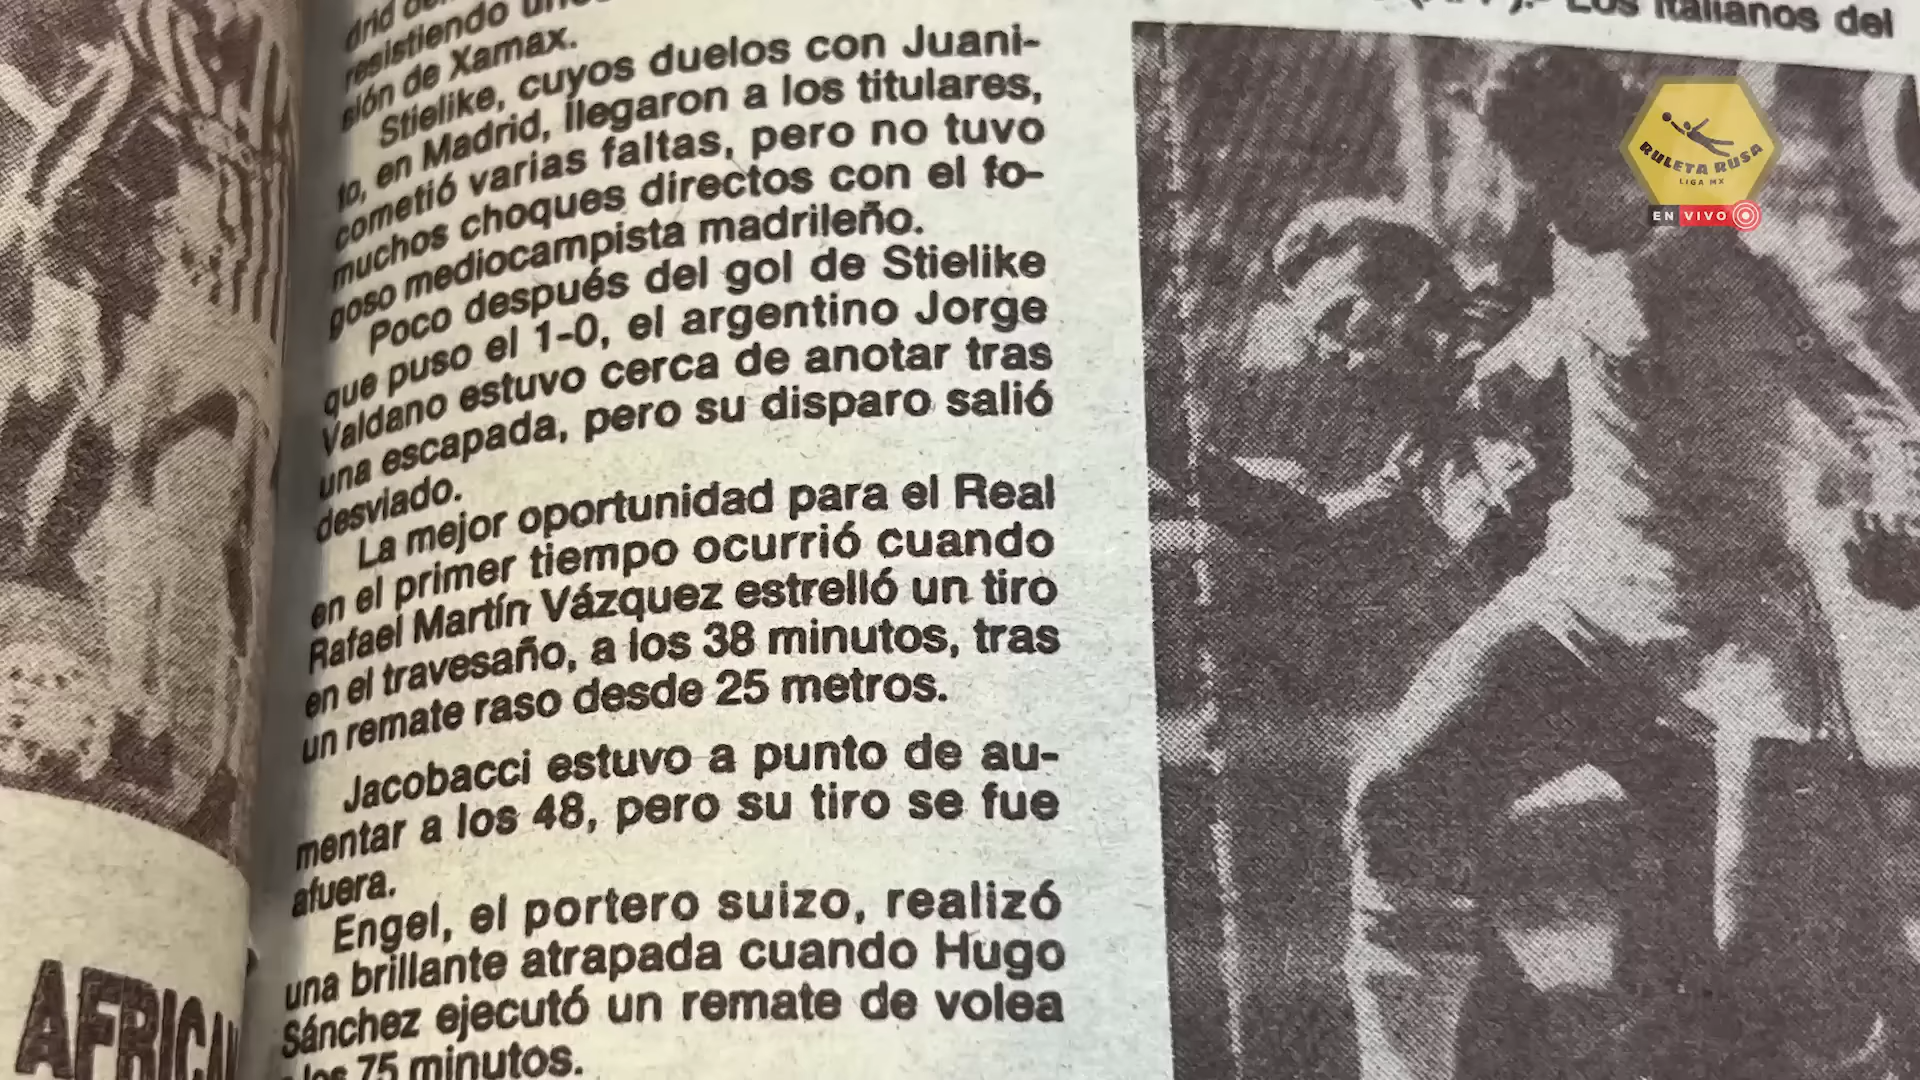 resistiendo
sión de Xamax.
Stielike, cuyos duelos con Juani-
to, en Madrid, llegaron a los titulares,
cometió varias faltas, pero no tuvo
muchos choques directos con el fo-
goso mediocampista madrileño.
Poco después del gol de Stielike
que puso el 1-0, el argentino Jorge
Valdano estuvo cerca de anotar tras
una escapada, pero su disparo salió
desviado.
La mejor oportunidad para el Real
en el primer tiempo ocurrió cuando
Rafael Martín Vázquez estrelló un tiro
en el travesaño, a los 38 minutos, tras
un remate raso desde 25 metros.
Jacobacci estuvo a punto de au-
mentar a los 48, pero su tiro se fue
afuera.
Engel, el portero suizo, realizó
una brillante atrapada cuando Hugo
Sánchez ejecutó un remate de volea
los 75 minutos.
Los italianos del
RULETA RUSA
LIGA MX
EN VIVO